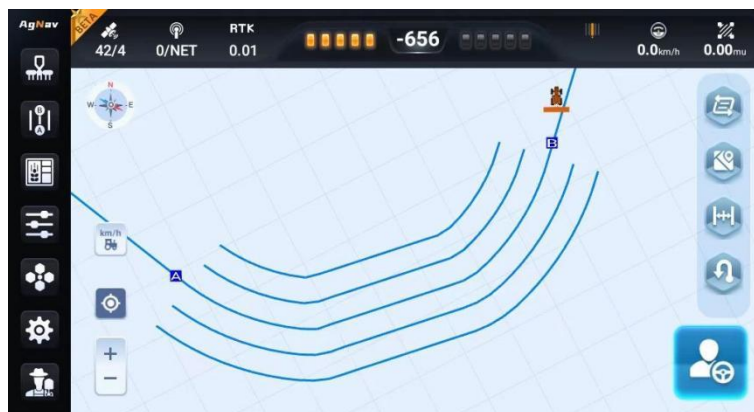 AgNav
BETA
42/4
0/NET
RTK
0.01
-656
0.0km/h
0.00mu
N
W
E
S
km/h
A
B
B
A
+
−